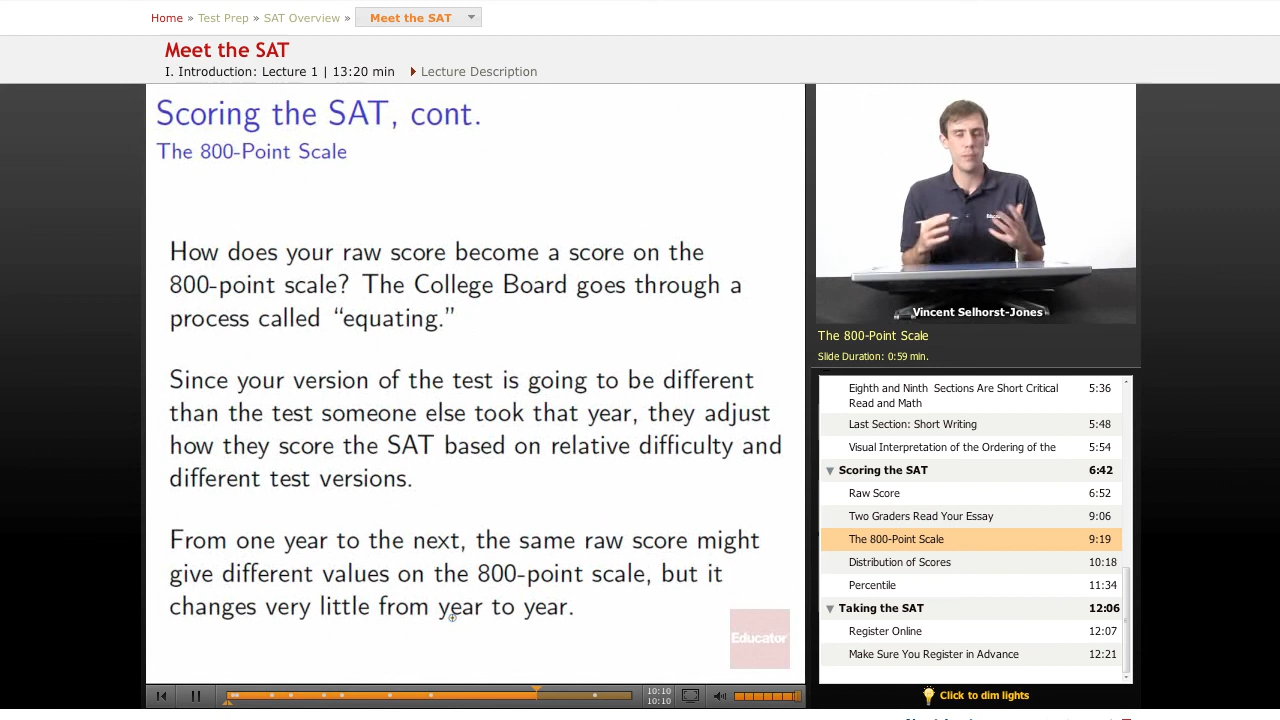 Home » Test Prep » SAT Overview » Meet the SAT
Meet the SAT
I. Introduction: Lecture 1 | 13:20 min Lecture Description
Scoring the SAT, cont.
The 800-Point Scale
How does your raw score become a score on the
800-point scale? The College Board goes through a
process called “equating.”
Since your version of the test is going to be different
than the test someone else took that year, they adjust
how they score the SAT based on relative difficulty and
different test versions.
From one year to the next, the same raw score might
give different values on the 800-point scale, but it
changes very little from year to year.
Educator
Vincent Selhorst-Jones
The 800-Point Scale
Slide Duration: 0:59 min.
Eighth and Ninth Sections Are Short Critical
Read and Math 5:36
Last Section: Short Writing 5:48
Visual Interpretation of the Ordering of the 5:54
Scoring the SAT 6:42
Raw Score 6:52
Two Graders Read Your Essay 9:06
The 800-Point Scale 9:19
Distribution of Scores 10:18
Percentile 11:34
Taking the SAT 12:06
Register Online 12:07
Make Sure You Register in Advance 12:21
10:10
10:10
Click to dim lights